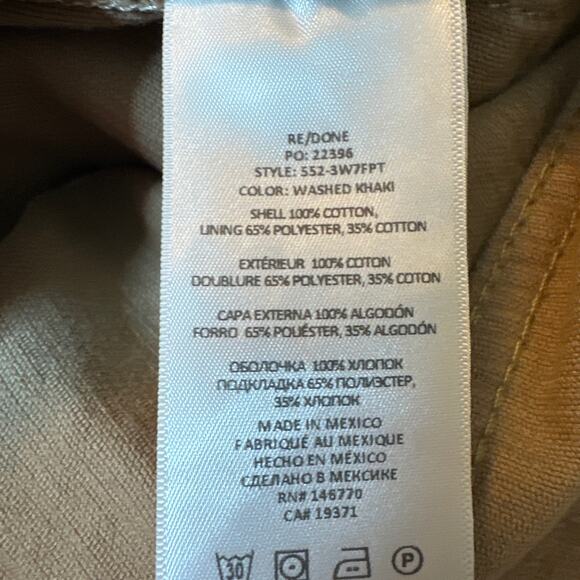 RE/DONE
PO: 22396
STYLE: 552-3W7FPT
COLOR: WASHED KHAKI
SHELL 100% COTTON,
LINING 65% POLYESTER, 35% COTTON
EXTÉRIEUR 100% COTON
DOUBLURE 65% POLYESTER, 35% COTON
CAPA EXTERNA 100% ALGODÓN
FORRO 65% POLIÉSTER, 35% ALGODÓN
ОБОЛОЧКА 100% ХЛОПОК
ПОДКЛАДКА 65% ПОЛИЭСТЕР,
35% ХЛОПОК
MADE IN MEXICO
FABRIQUÉ AU MEXIQUE
HECHO EN MÉXICO
СДЕЛАНО В МЕКСИКЕ
RN# 146770
CA# 19371
30 P